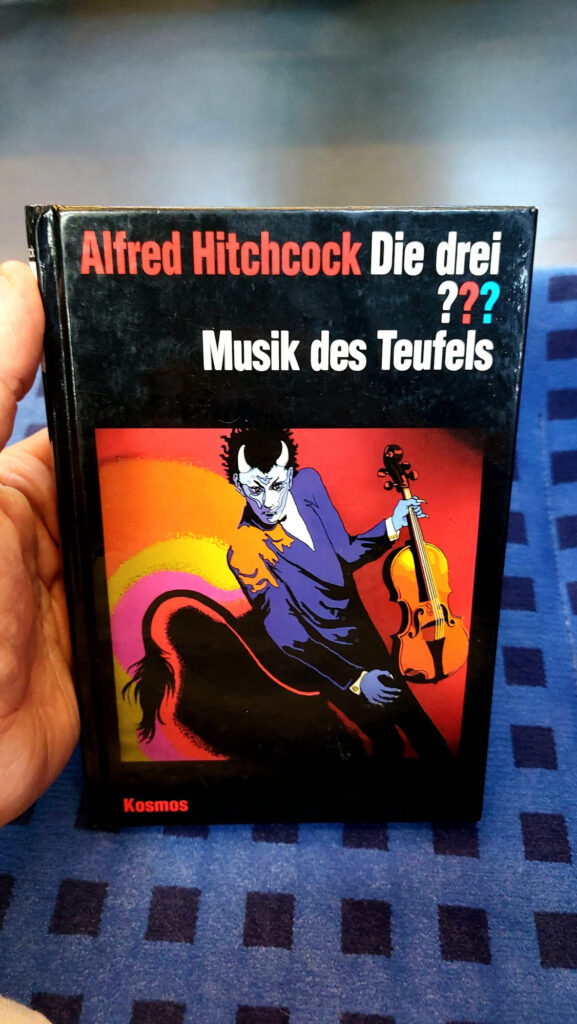 Alfred Hitchcock Die drei
???
Musik des Teufels
Kosmos